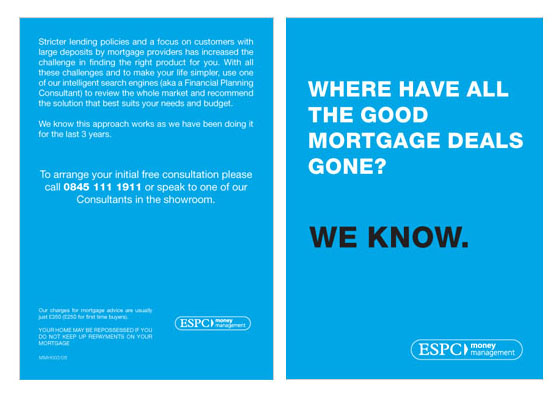 Stricter lending policies and a focus on customers with
large deposits by mortgage providers has increased the
challenge in finding the right product for you. With all
these challenges and to make your life simpler, use one
of our intelligent search engines (aka a Financial Planning
Consultant) to review the whole market and recommend
the solution that best suits your needs and budget.
We know this approach works as we have been doing it
for the last 3 years.
To arrange your initial free consultation please
call 0845 111 1911 or speak to one of our
Consultants in the showroom.
Our charges for mortgage advice are usually
just £350 (£250 for first time buyers).
YOUR HOME MAY BE REPOSSESSED IF YOU
DO NOT KEEP UP REPAYMENTS ON YOUR
MORTGAGE
ESPC money
management
WHERE HAVE ALL
THE GOOD
MORTGAGE DEALS
GONE?
WE KNOW.
ESPC money
management